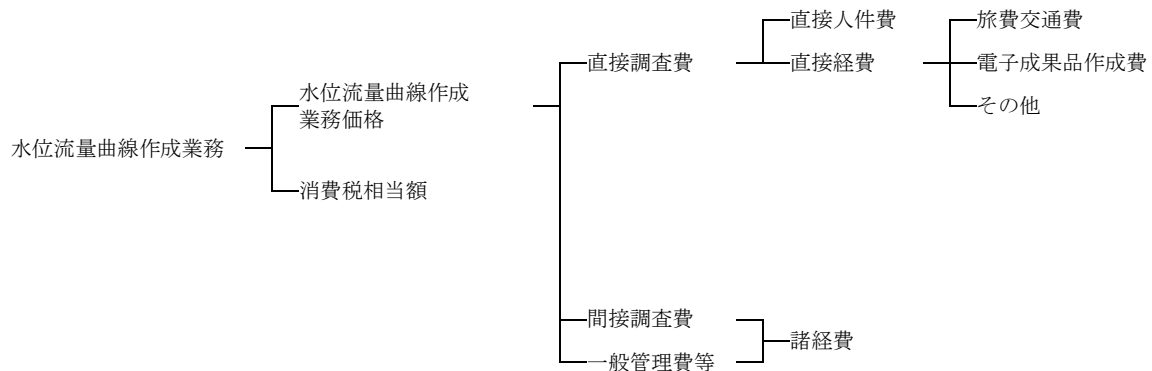 直接人件費
旅費交通費
直接調査費
直接経費
電子成果品作成費
水位流量曲線作成
業務価格
その他
水位流量曲線作成業務
消費税相当額
間接調査費
諸経費
一般管理費等